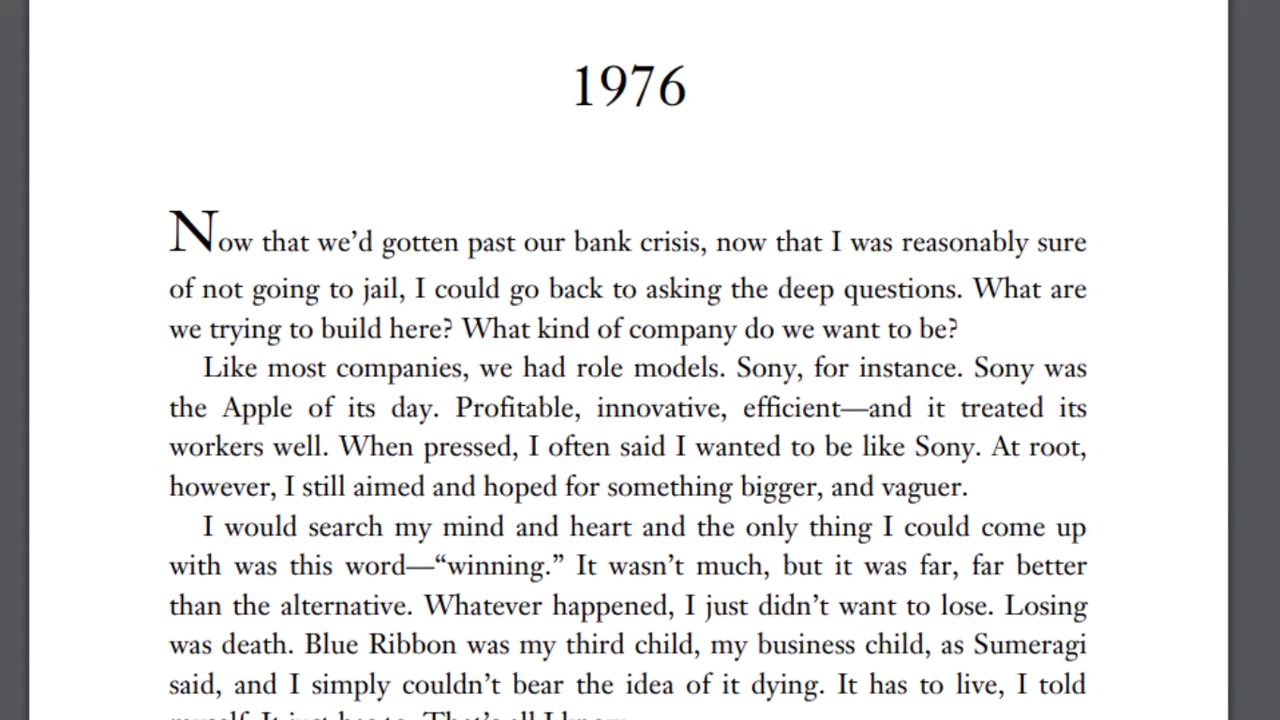 1976
Now that we’d gotten past our bank crisis, now that I was reasonably sure
of not going to jail, I could go back to asking the deep questions. What are
we trying to build here? What kind of company do we want to be?
Like most companies, we had role models. Sony, for instance. Sony was
the Apple of its day. Profitable, innovative, efficient—and it treated its
workers well. When pressed, I often said I wanted to be like Sony. At root,
however, I still aimed and hoped for something bigger, and vaguer.
I would search my mind and heart and the only thing I could come up
with was this word—“winning.” It wasn’t much, but it was far, far better
than the alternative. Whatever happened, I just didn’t want to lose. Losing
was death. Blue Ribbon was my third child, my business child, as Sumeragi
said, and I simply couldn’t bear the idea of it dying. It has to live, I told